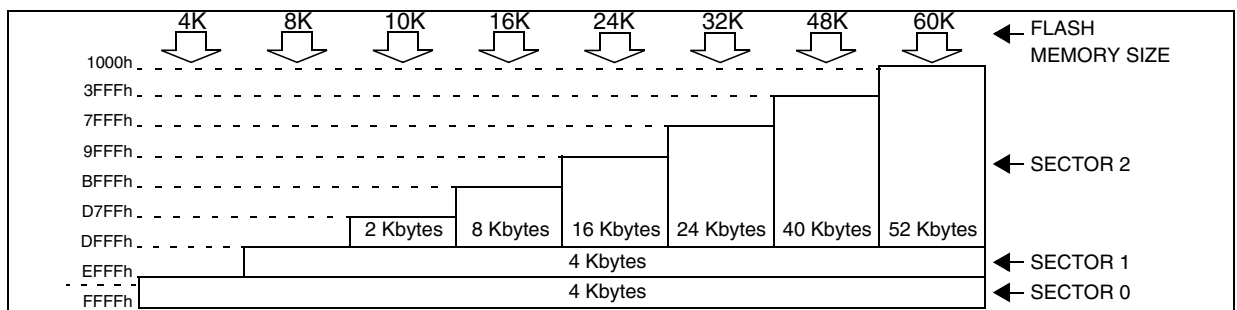 4K 8K 10K 16K 24K 32K 48K 60K
FLASH
MEMORY SIZE
1000h
3FFFh
7FFFh
9FFFh
SECTOR 2
BFFFh
D7FFh
2 Kbytes 8 Kbytes 16 Kbytes 24 Kbytes 40 Kbytes 52 Kbytes
DFFFh
4 Kbytes
SECTOR 1
EFFFh
4 Kbytes
SECTOR 0
FFFFh